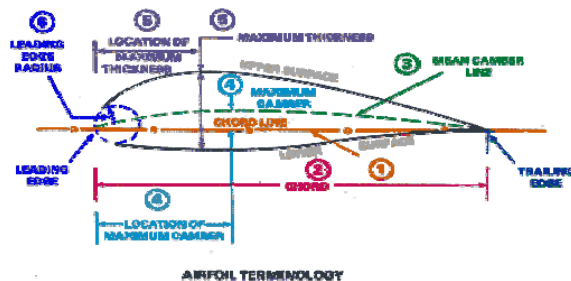 6
LEADING
EDGE
RADIUS
5
LOCATION OF
MAXIMUM
THICKNESS
5
MAXIMUM THICKNESS
UPPER SURFACE
3
MEAN CAMBER
LINE
4
MAXIMUM
CAMBER
CHORD LINE
LEADING
EDGE
LOWER SURFACE
2
CHORD
1
TRAILING
EDGE
4
LOCATION OF
MAXIMUM CAMBER
AIRFOIL TERMINOLOGY